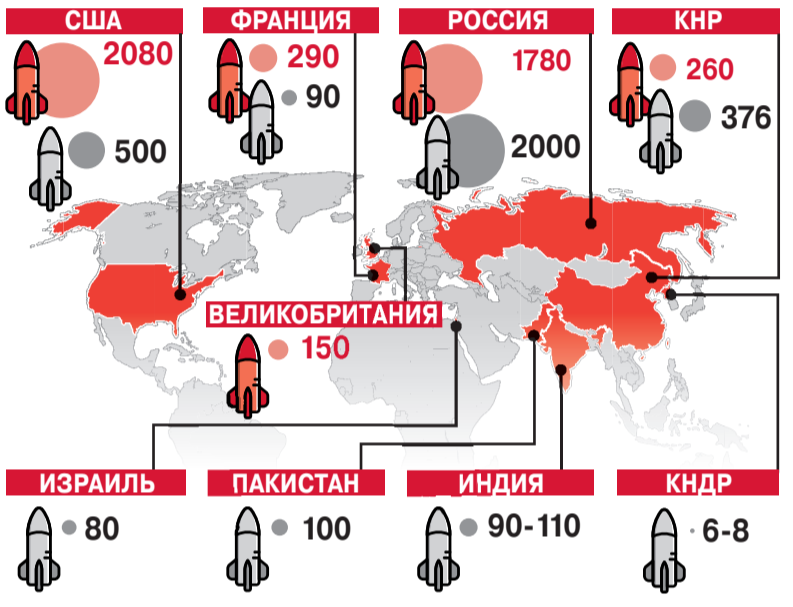 США
2080
500
ФРАНЦИЯ
290
90
РОССИЯ
1780
2000
КНР
260
376
ВЕЛИКОБРИТАНИЯ
150
ИЗРАИЛЬ
80
ПАКИСТАН
100
ИНДИЯ
90-110
КНДР
6-8